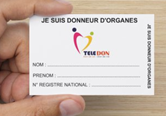 JE SUIS DONNEUR D'ORGANES
TELEDON
NOM :
PRENOM :
N° REGISTRE NATIONAL :
JE SUIS DONNEUR D'ORGANES